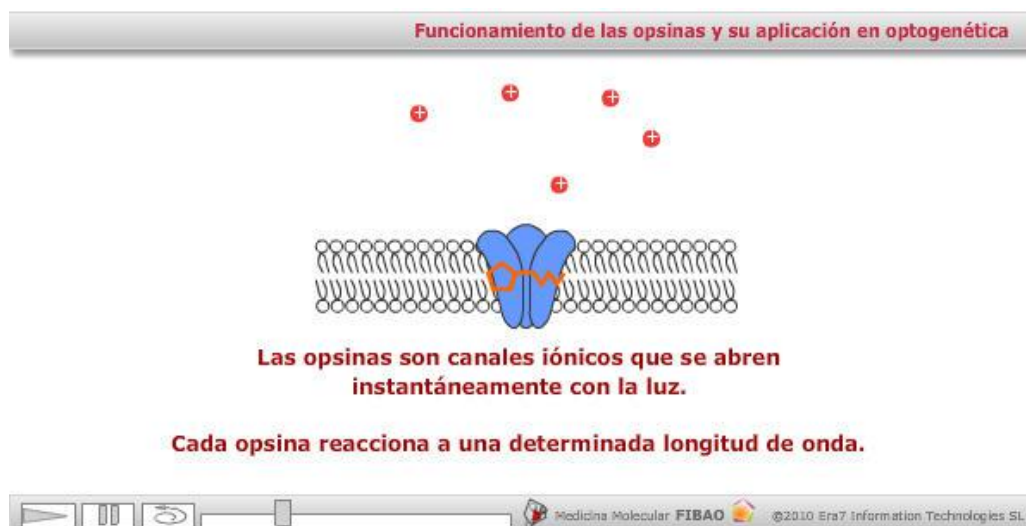 Funcionamiento de las opsinas y su aplicación en optogenética
+
+
+
+
+
Las opsinas son canales iónicos que se abren
instantáneamente con la luz.
Cada opsina reacciona a una determinada longitud de onda.
Medicina Molecular FIBAO ©2010 Era7 Information Technologies SL